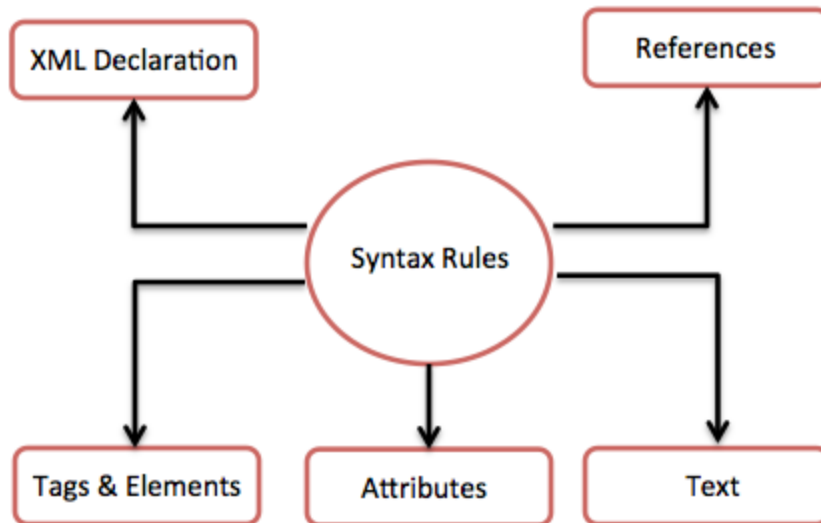 XML Declaration
References
Syntax Rules
Tags & Elements
Attributes
Text